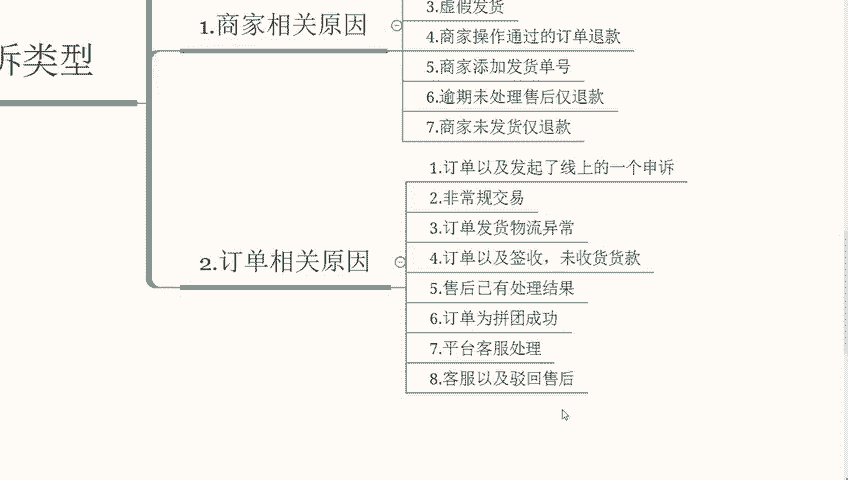 诉类型
1.商家相关原因
3.虚假发货
4.商家操作通过的订单退款
5.商家添加发货单号
6.逾期未处理售后仅退款
7.商家未发货仅退款
2.订单相关原因
1.订单以及发起了线上的一个申诉
2.非常规交易
3.订单发货物流异常
4.订单以及签收，未收货货款
5.售后已有处理结果
6.订单为拼团成功
7.平台客服处理
8.客服以及驳回售后